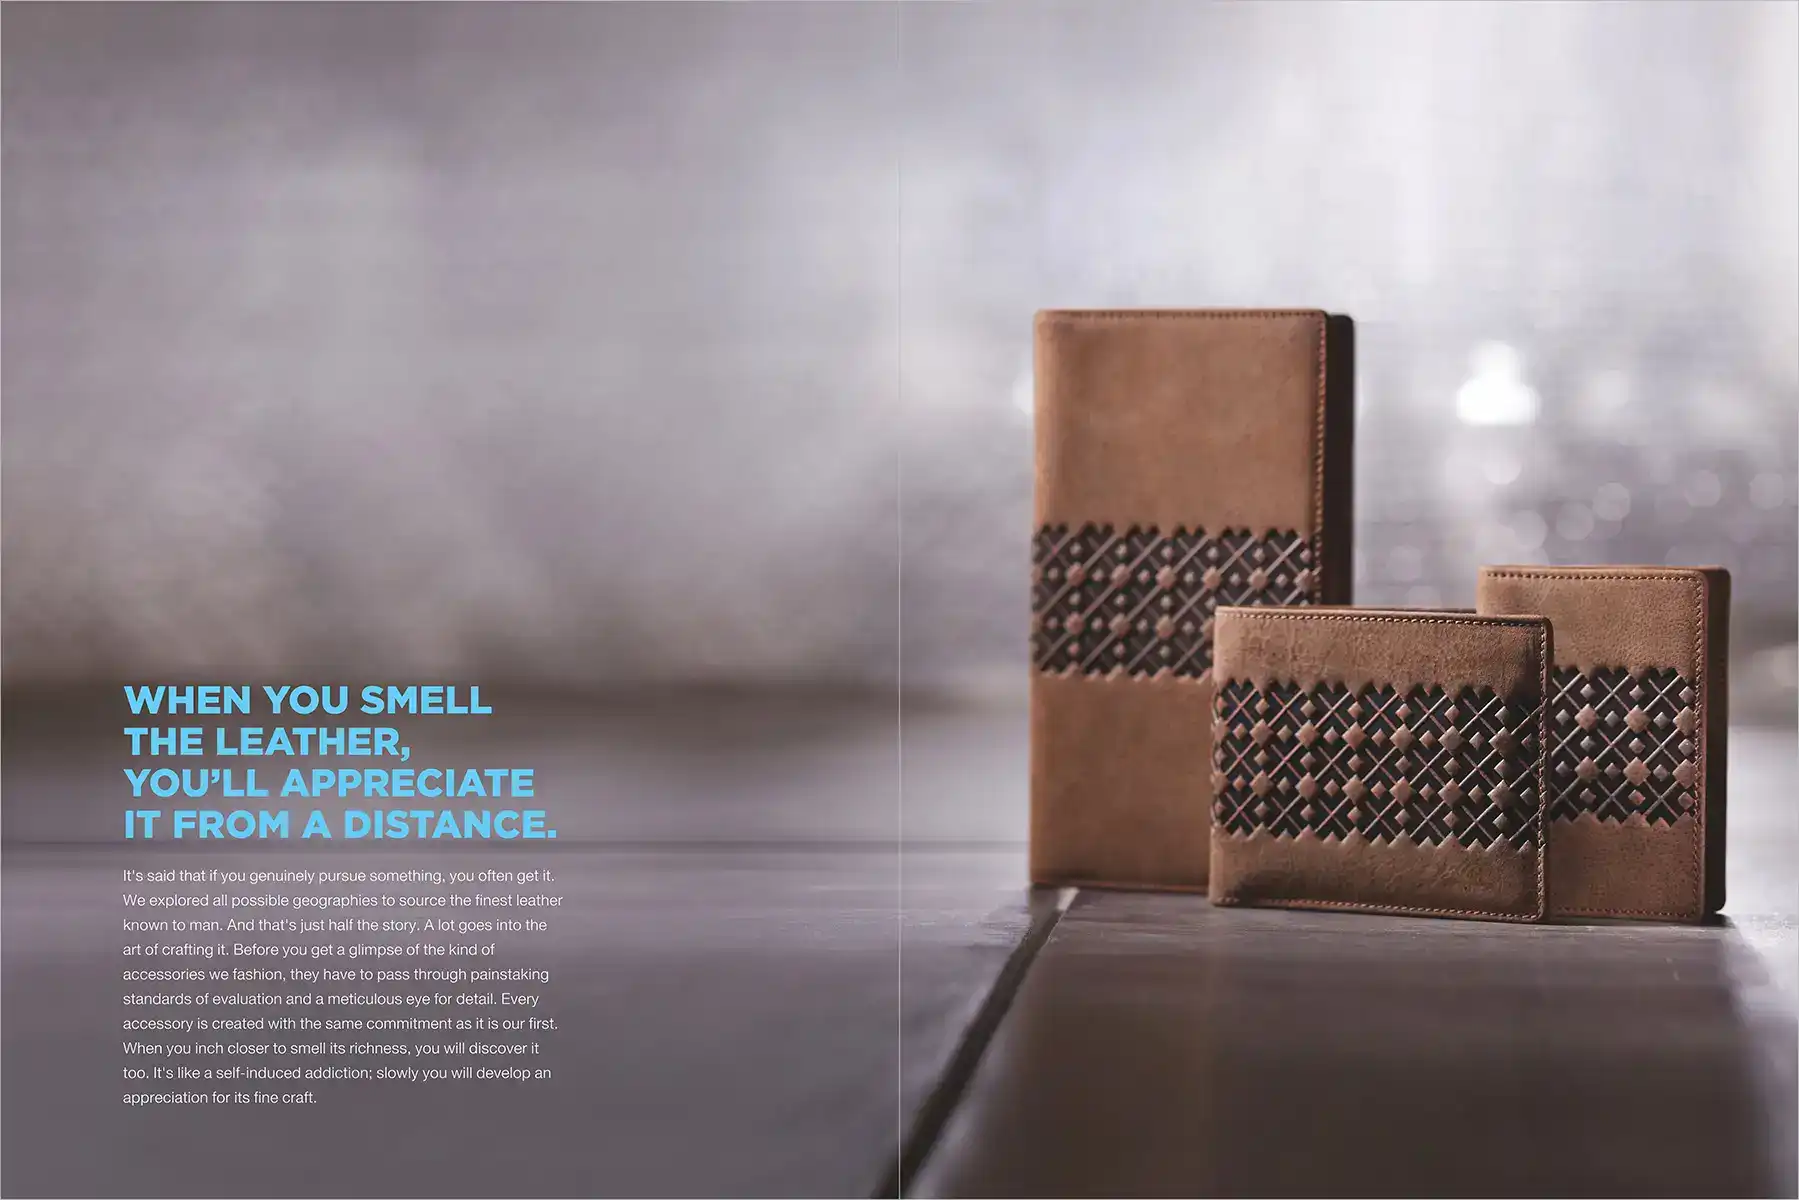 WHEN YOU SMELL
THE LEATHER,
YOU'LL APPRECIATE
IT FROM A DISTANCE.
It's said that if you genuinely pursue something, you often get it.
We explored all possible geographies to source the finest leather
known to man. And that's just half the story. A lot goes into the
art of crafting it. Before you get a glimpse of the kind of
accessories we fashion, they have to pass through painstaking
standards of evaluation and a meticulous eye for detail. Every
accessory is created with the same commitment as it is our first.
When you inch closer to smell its richness, you will discover it
too. It's like a self-induced addiction; slowly you will develop an
appreciation for its fine craft.